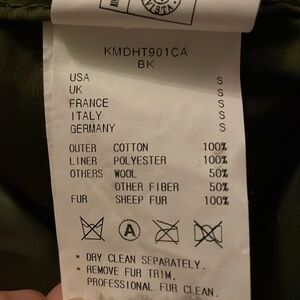 VISTA
KMDHT901CA
BK
USA S
UK S
FRANCE S
ITALY S
GERMANY S
OUTER COTTON 100%
LINER POLYESTER 100%
OTHERS WOOL 50%
OTHER FIBER 50%
FUR SHEEP FUR 100%
A
* DRY CLEAN SEPARATELY.
* REMOVE FUR TRIM.
PROFESSIONAL FUR CLEAN.